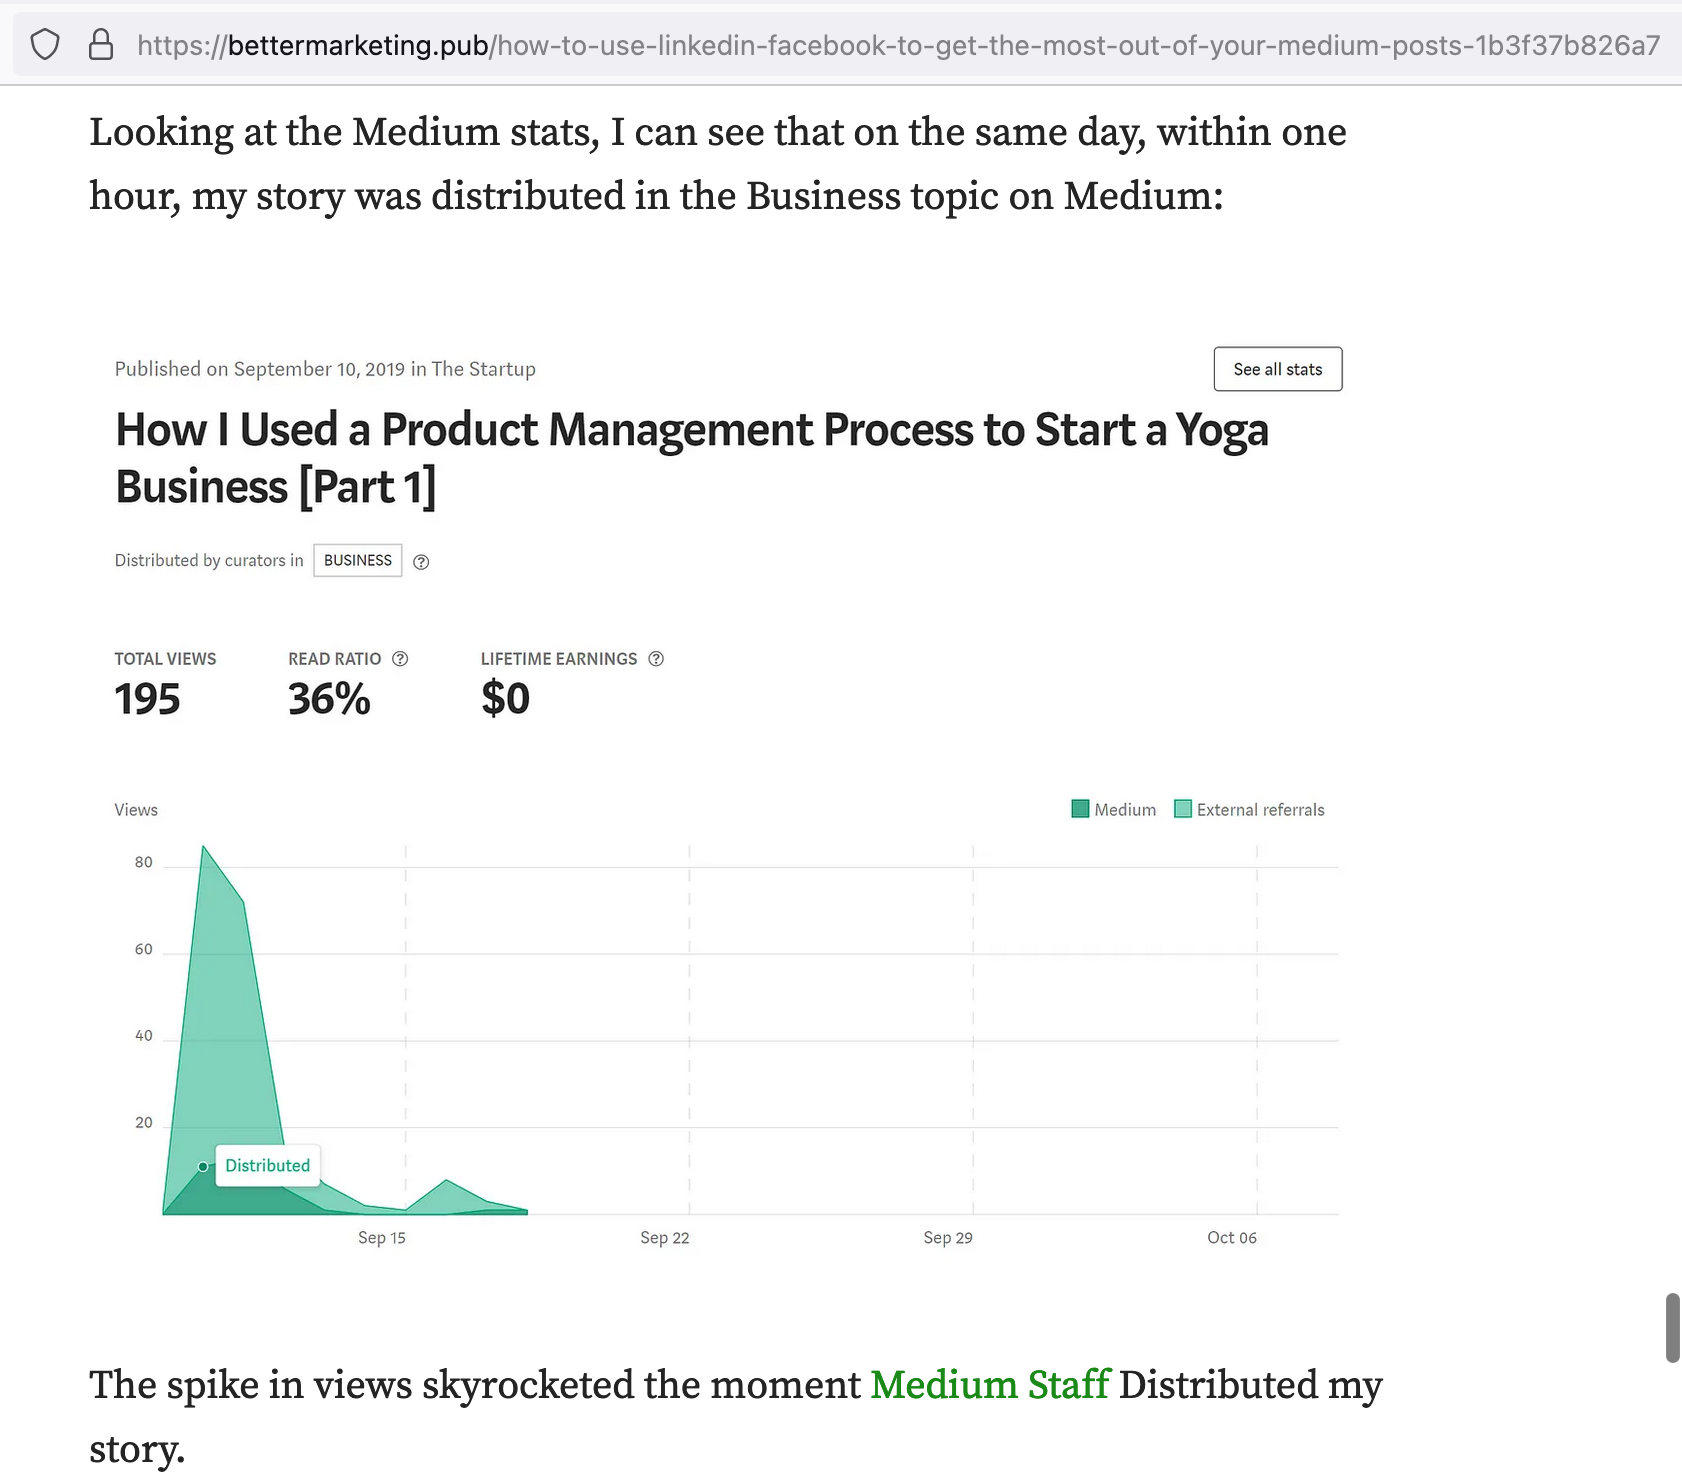 https://bettermarketing.pub/how-to-use-linkedin-facebook-to-get-the-most-out-of-your-medium-posts-1b3f37b826a7
Looking at the Medium stats, I can see that on the same day, within one
hour, my story was distributed in the Business topic on Medium:
Published on September 10, 2019 in The Startup
See all stats
How I Used a Product Management Process to Start a Yoga
Business [Part 1]
Distributed by curators in BUSINESS ?
TOTAL VIEWS READ RATIO ? LIFETIME EARNINGS ?
195 36% $0
Views Medium External referrals
80
60
40
20
Distributed
Sep 15 Sep 22 Sep 29 Oct 06
The spike in views skyrocketed the moment Medium Staff Distributed my
story.